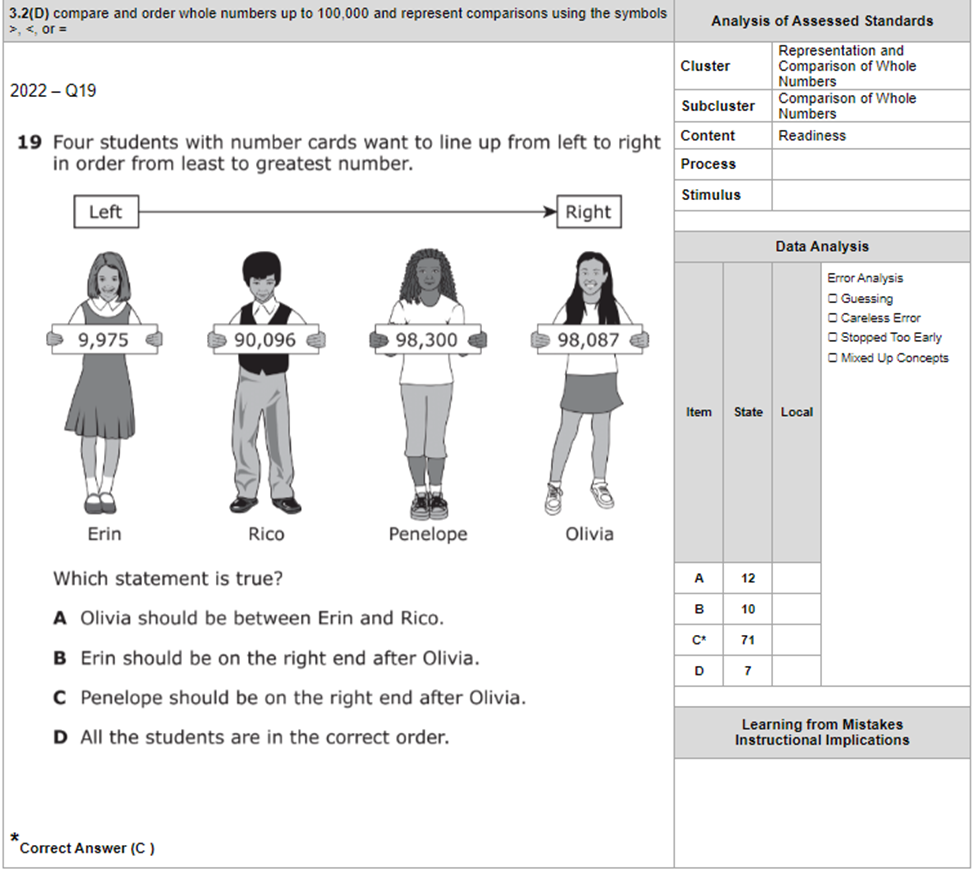 3.2(D) compare and order whole numbers up to 100,000 and represent comparisons using the symbols
>, <, or =
2022 – Q19
19 Four students with number cards want to line up from left to right
in order from least to greatest number.
Left
Right
9,975
90,096
98,300
98,087
Erin
Rico
Penelope
Olivia
Which statement is true?
A Olivia should be between Erin and Rico.
B Erin should be on the right end after Olivia.
C Penelope should be on the right end after Olivia.
D All the students are in the correct order.
*Correct Answer (C )
Analysis of Assessed Standards
Cluster
Representation and
Comparison of Whole
Numbers
Subcluster
Comparison of Whole
Numbers
Content
Readiness
Process
Stimulus
Data Analysis
Item
State
Local
Error Analysis
☐ Guessing
☐ Careless Error
☐ Stopped Too Early
☐ Mixed Up Concepts
A 12
B 10
C* 71
D 7
Learning from Mistakes
Instructional Implications